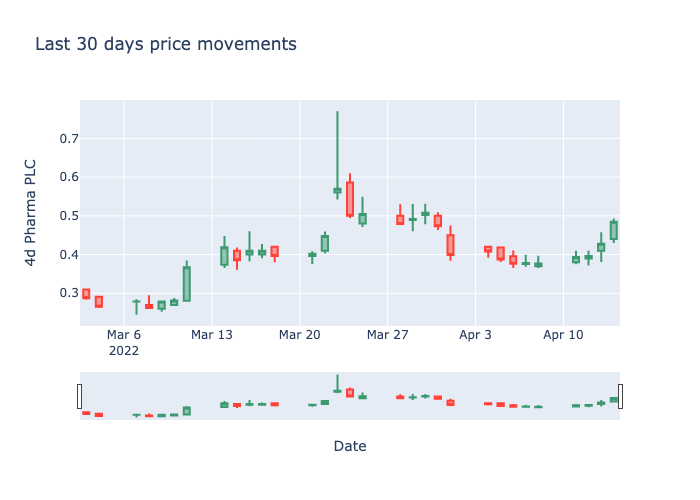 Last 30 days price movements
4d Pharma PLC
0.7
0.6
0.5
0.4
0.3
Mar 6
2022
Mar 13
Mar 20
Mar 27
Apr 3
Apr 10
Date